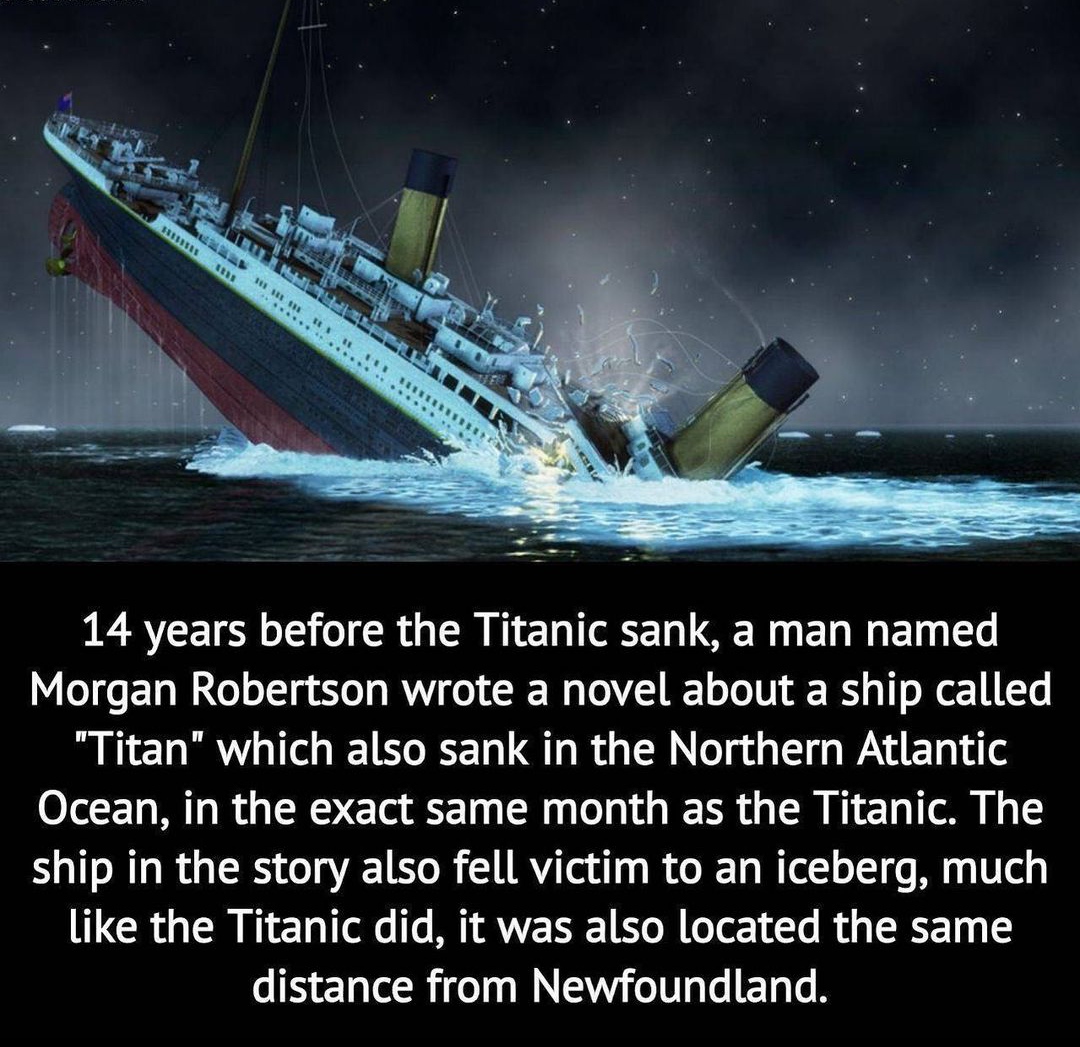 14 years before the Titanic sank, a man named
Morgan Robertson wrote a novel about a ship called
"Titan" which also sank in the Northern Atlantic
Ocean, in the exact same month as the Titanic. The
ship in the story also fell victim to an iceberg, much
like the Titanic did, it was also located the same
distance from Newfoundland.